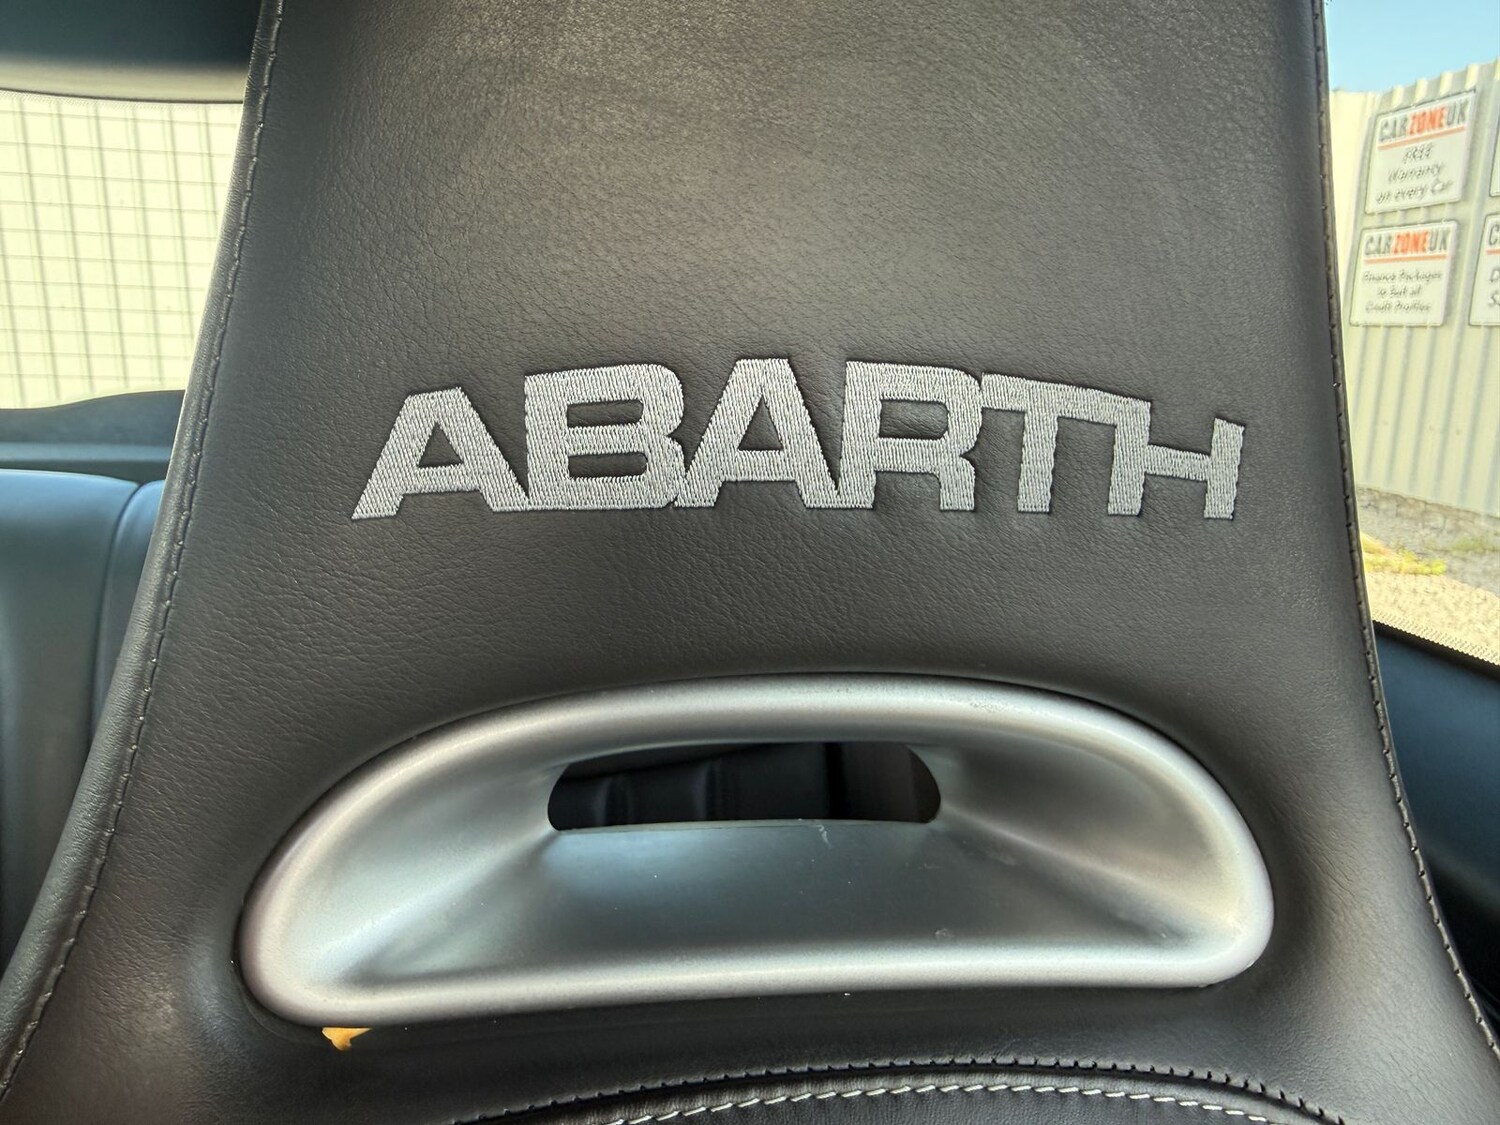 ABARTH
CARZONEUK
FREE
Warranty
on every Car
CARZONEUK
Finance Packages
to Suit all
Credit Profiles